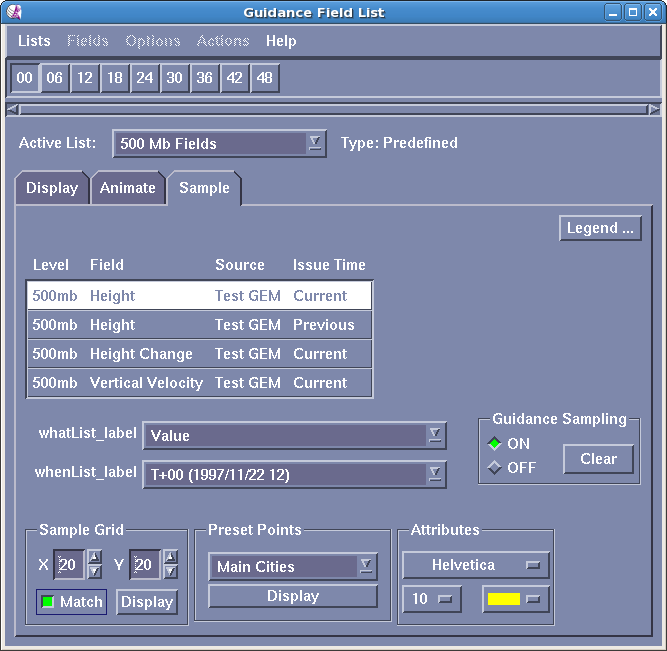 Guidance Field List
Lists Fields Options Actions Help
00 06 12 18 24 30 36 42 48
Active List: 500 Mb Fields Type: Predefined
Display Animate Sample
Legend ...
Level Field Source Issue Time
500mb Height Test GEM Current
500mb Height Test GEM Previous
500mb Height Change Test GEM Current
500mb Vertical Velocity Test GEM Current
whatList_label Value
whenList_label T+00 (1997/11/22 12)
Guidance Sampling
ON
OFF
Clear
Sample Grid
X 20 Y 20
Match Display
Preset Points
Main Cities
Display
Attributes
Helvetica
10